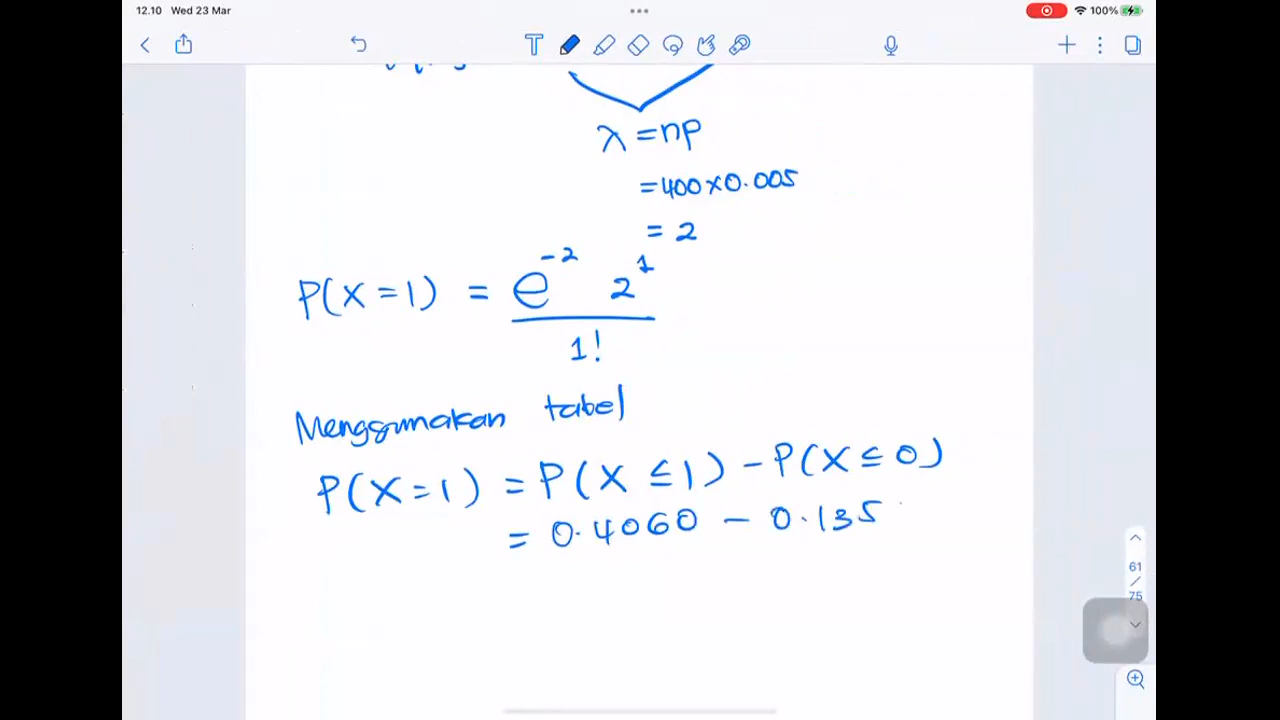 12.10 Wed 23 Mar
100%
T
λ = np
= 400 x 0.005
= 2
P(X = 1) = e^-2 2^1
1!
Menggunakan tabel
P(X = 1) = P(X ≤ 1) - P(X ≤ 0)
= 0.4060 - 0.135
61
/
75